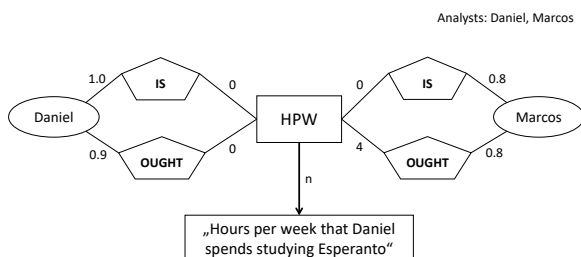 Analysts: Daniel, Marcos
1.0
IS
0
0
IS
0.8
Daniel
HPW
Marcos
0.9
OUGHT
0
4
OUGHT
0.8
n
„Hours per week that Daniel
spends studying Esperanto“